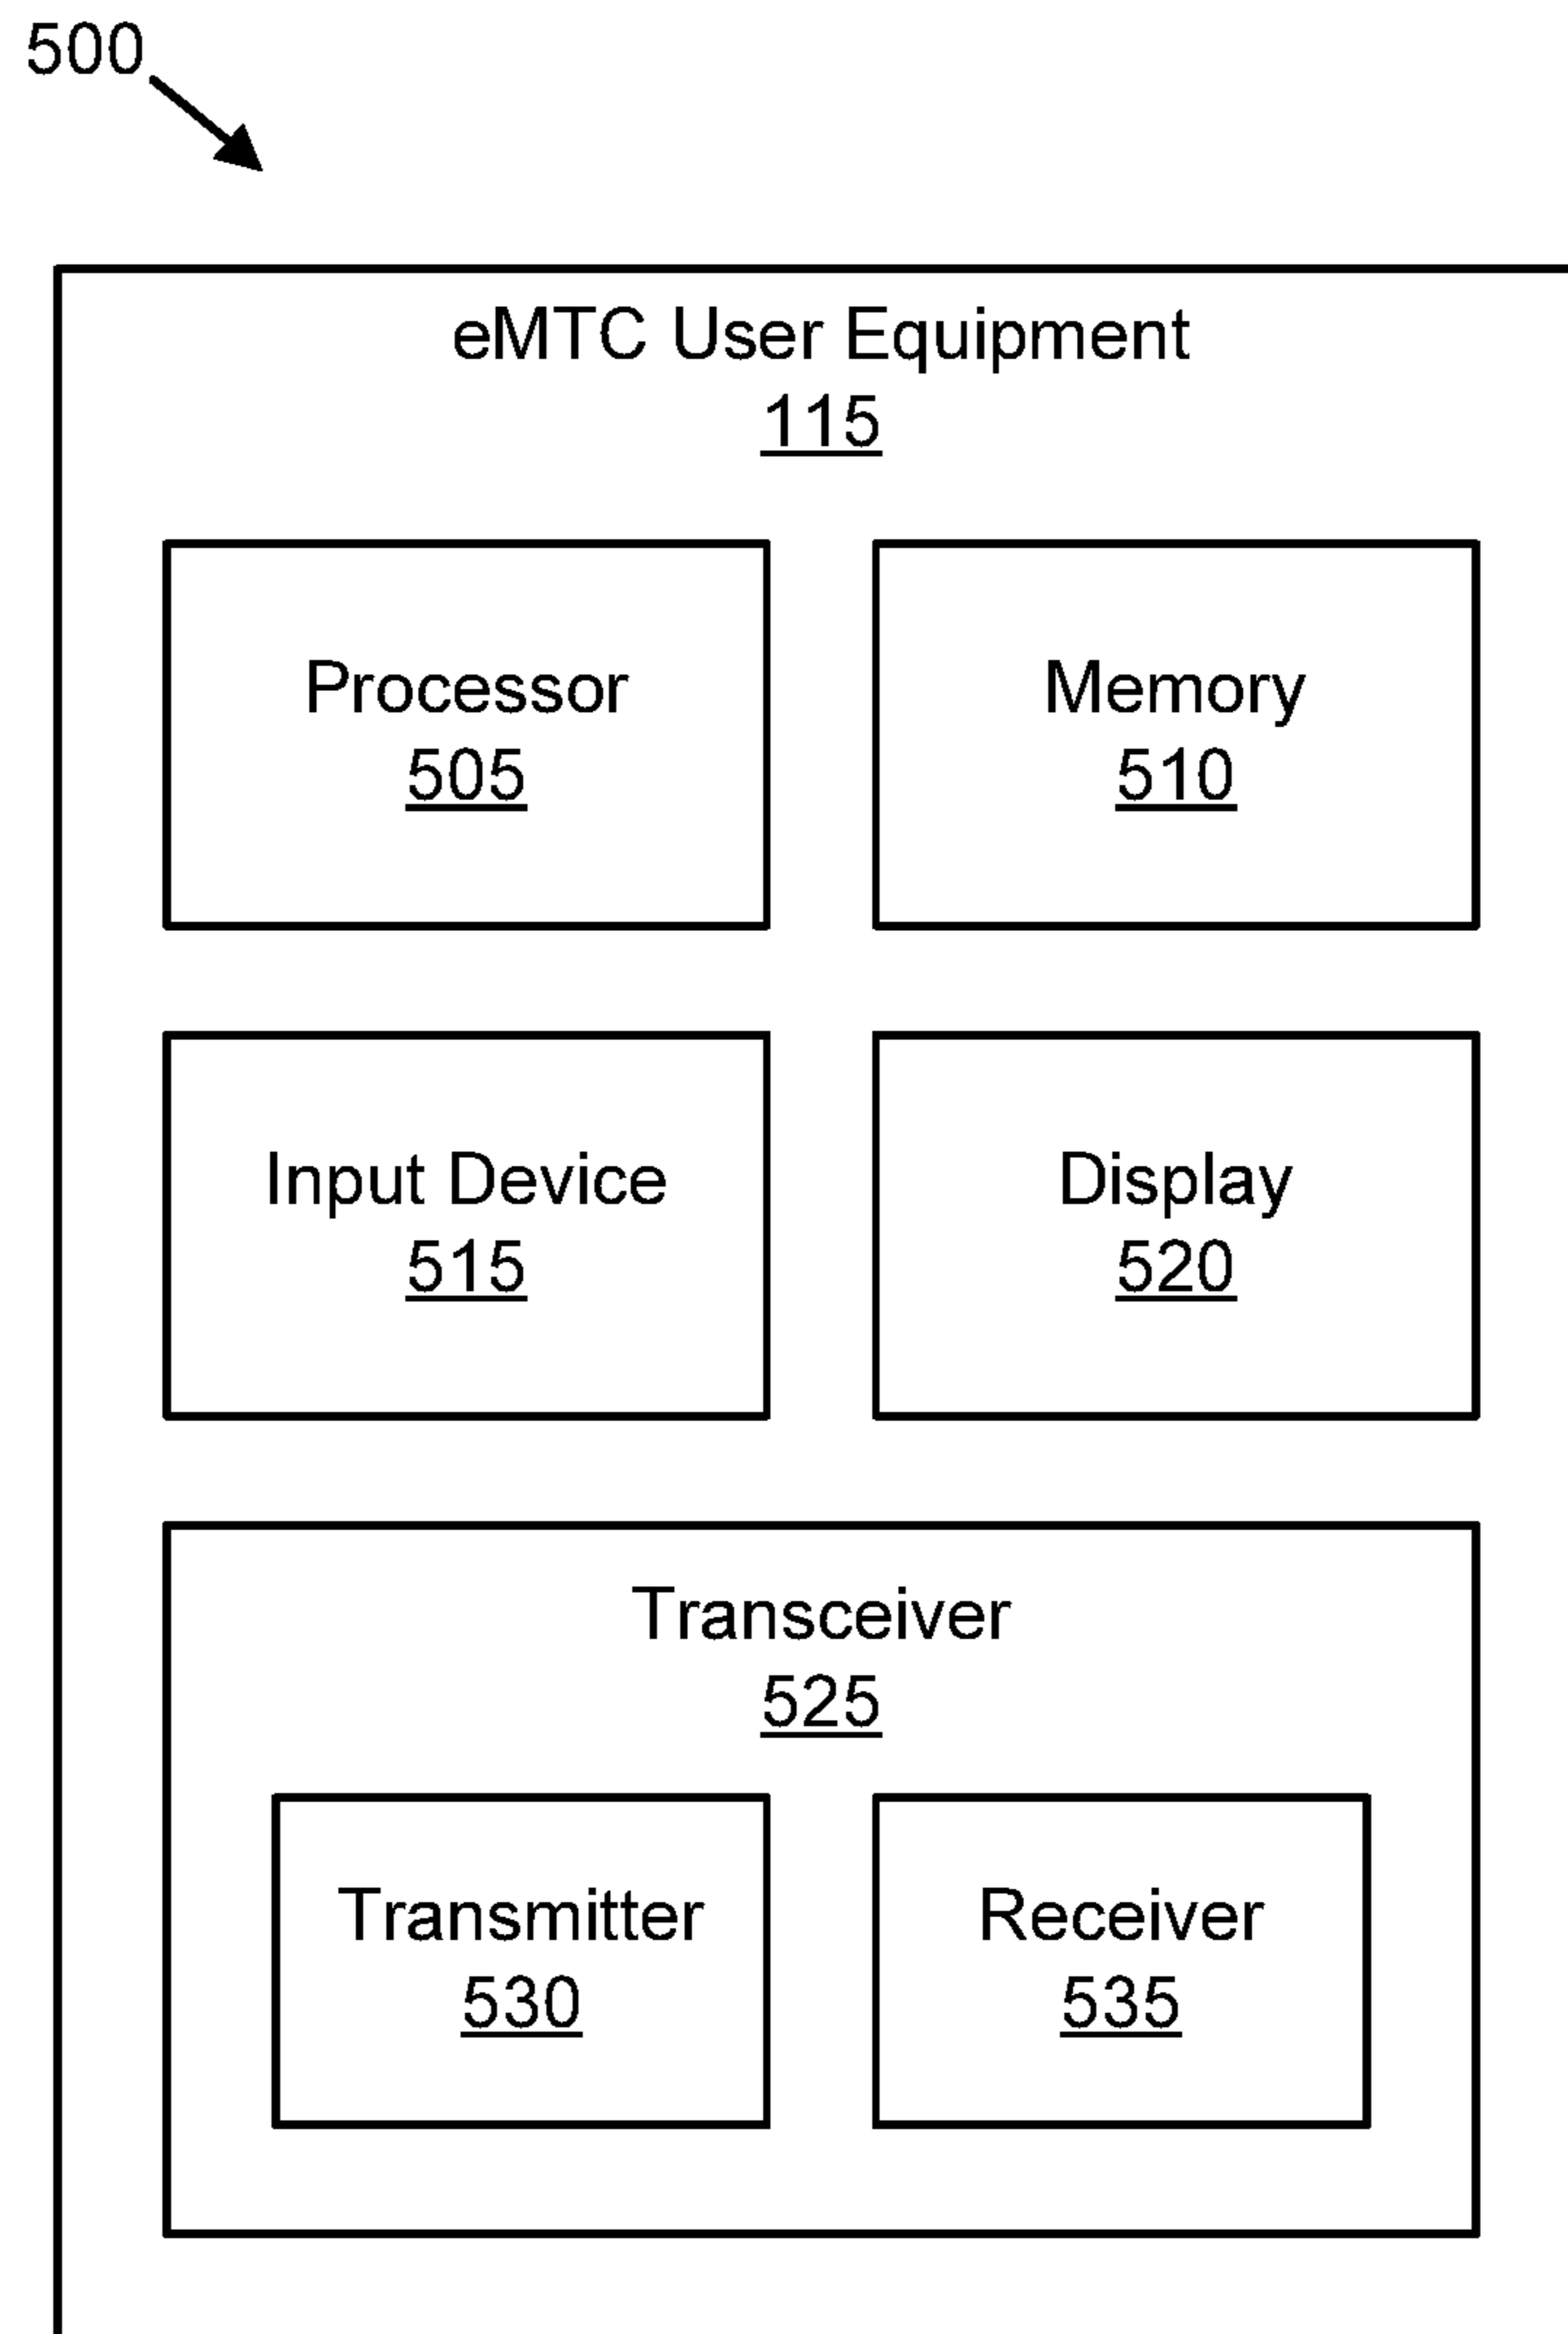 500
eMTC User Equipment
115
Processor
505
Memory
510
Input Device
515
Display
520
Transceiver
525
Transmitter
530
Receiver
535